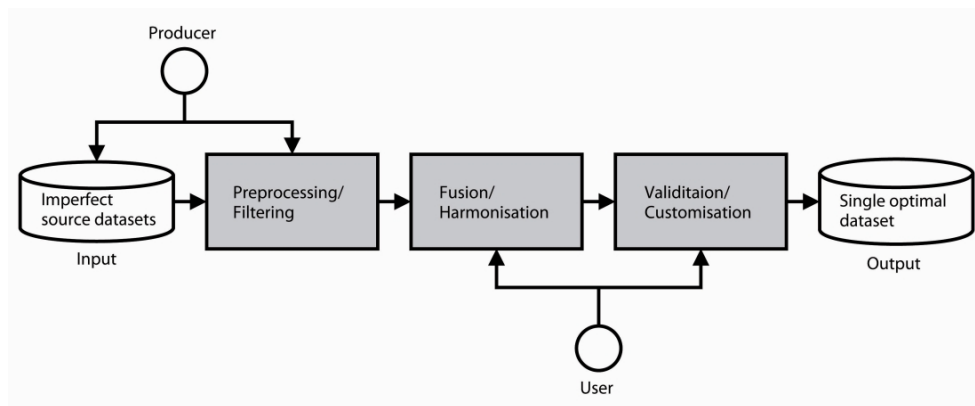 Producer
Imperfect
source datasets
Input
Preprocessing/
Filtering
Fusion/
Harmonisation
Validitaion/
Customisation
Single optimal
dataset
Output
User